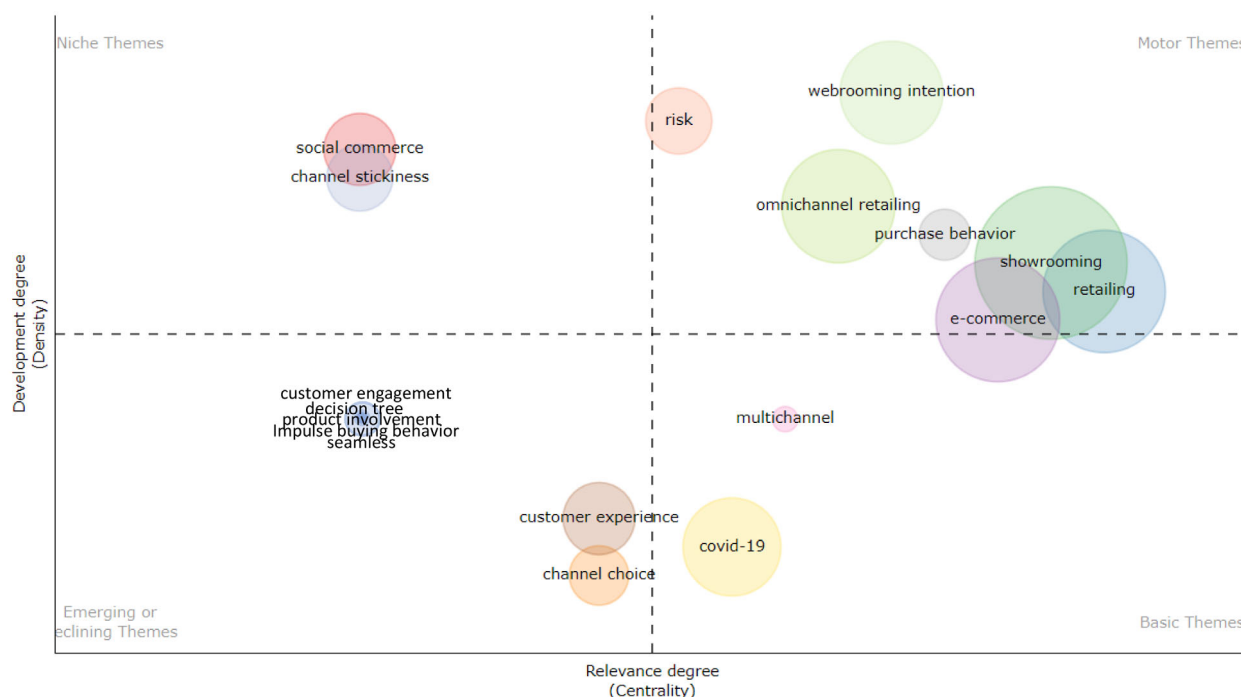 Niche Themes
Motor Themes
webrooming intention
risk
social commerce
channel stickiness
omnichannel retailing
purchase behavior
showrooming
retailing
e-commerce
Development degree
(Density)
customer engagement
decision tree
product involvement
Impulse buying behavior
seamless
multichannel
customer experience
covid-19
channel choice
Emerging or
eclining Themes
Basic Themes
Relevance degree
(Centrality)